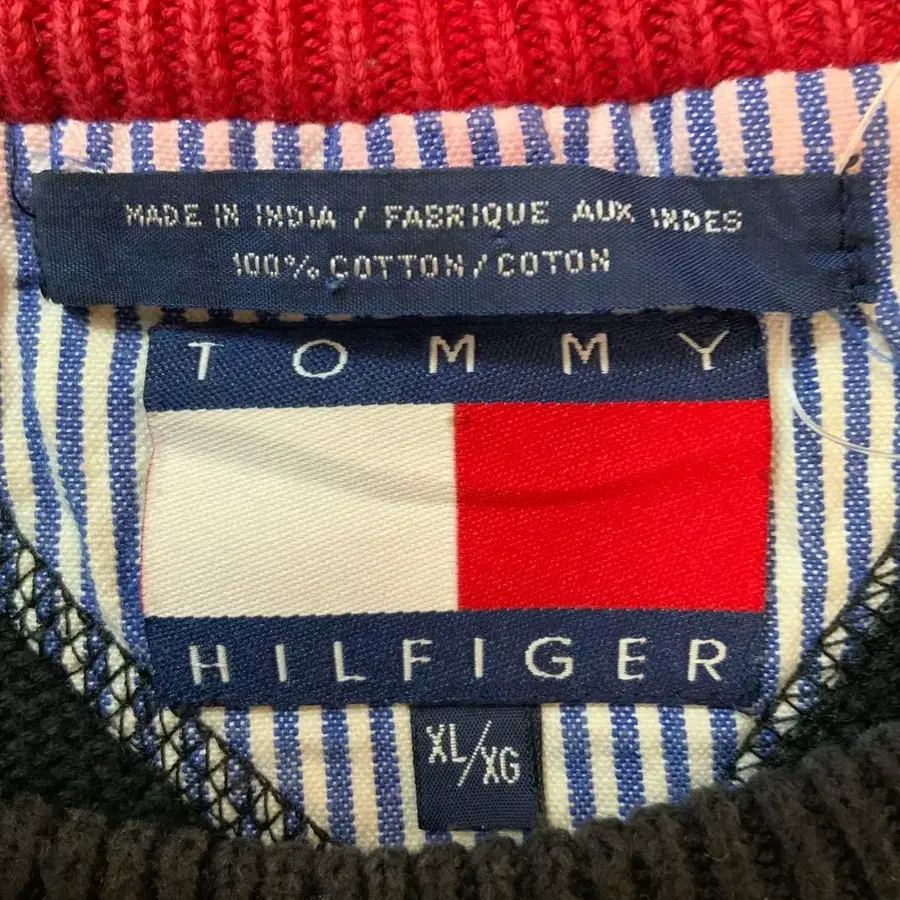 MADE IN INDIA / FABRIQUE AUX INDES
100% COTTON / COTON
TOMMY
HILFIGER
XL/XG